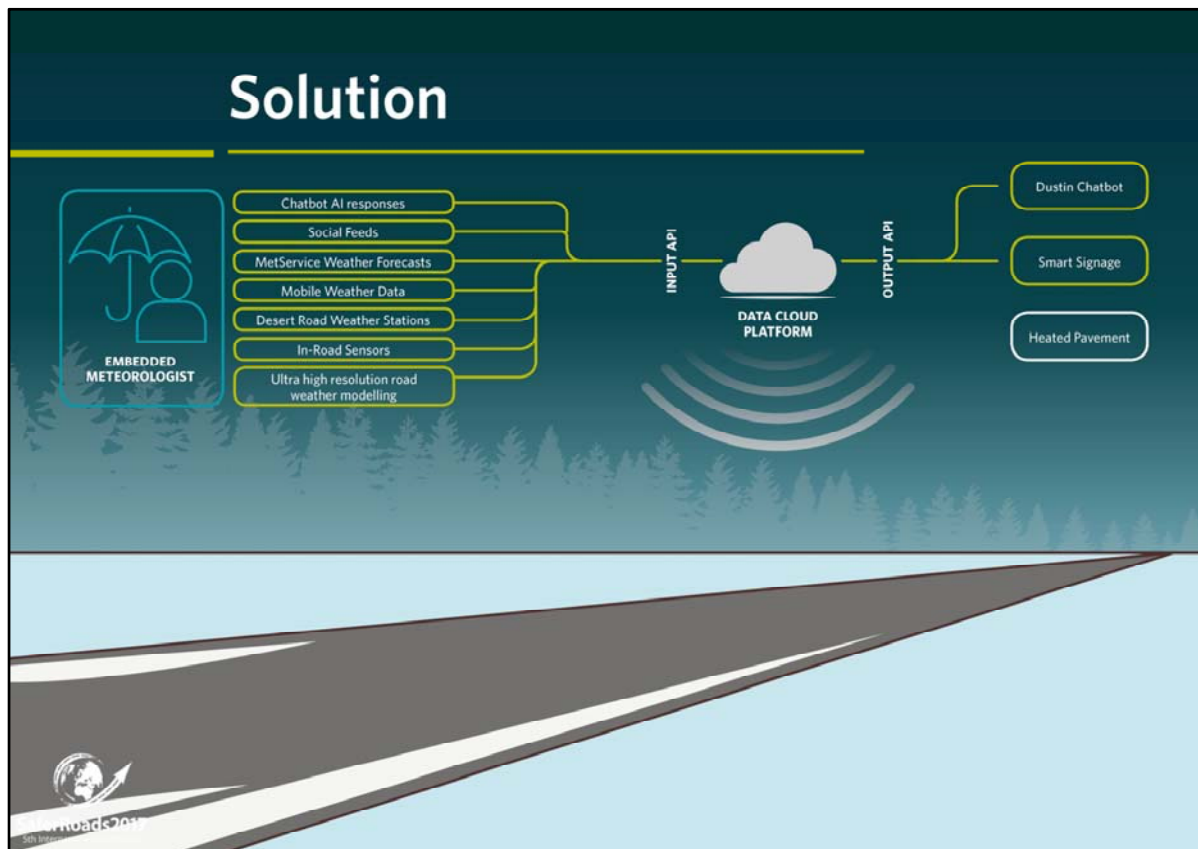 Solution
EMBEDDED
METEOROLOGIST
Chatbot AI responses
Social Feeds
MetService Weather Forecasts
Mobile Weather Data
Desert Road Weather Stations
In-Road Sensors
Ultra high resolution road
weather modelling
INPUT API
DATA CLOUD
PLATFORM
OUTPUT API
Dustin Chatbot
Smart Signage
Heated Pavement
SaferRoads2017
5th